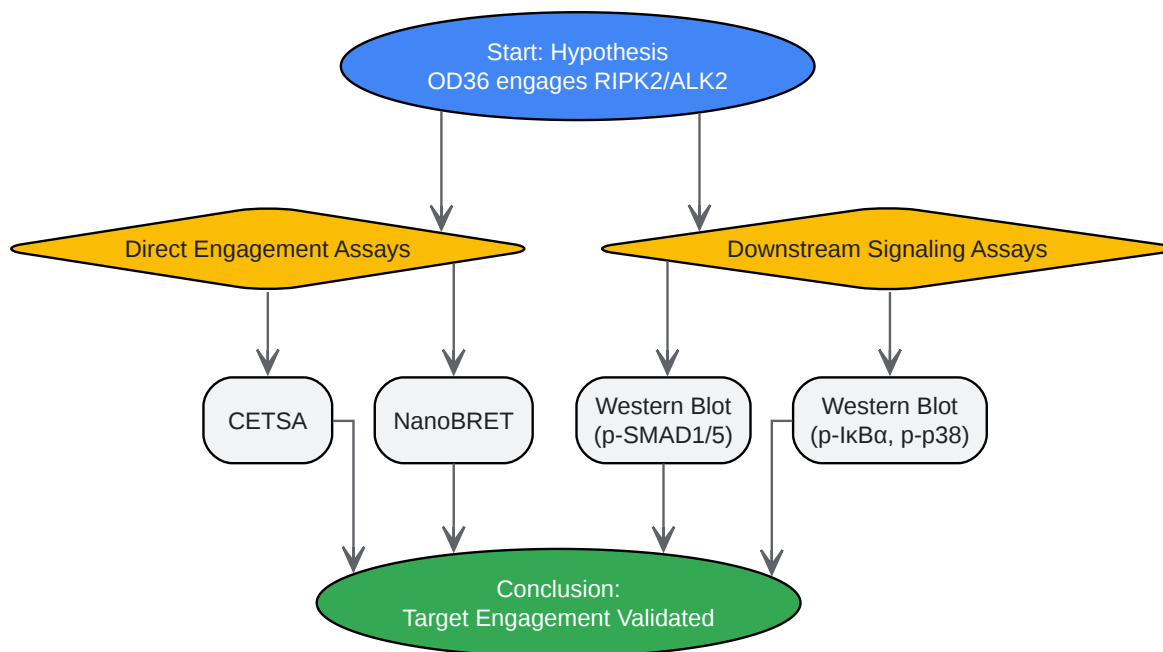 Start: Hypothesis
OD36 engages RIPK2/ALK2
Direct Engagement Assays
Downstream Signaling Assays
CETSA
NanoBRET
Western Blot
(p-SMAD1/5)
Western Blot
(p-IκBα, p-p38)
Conclusion:
Target Engagement Validated